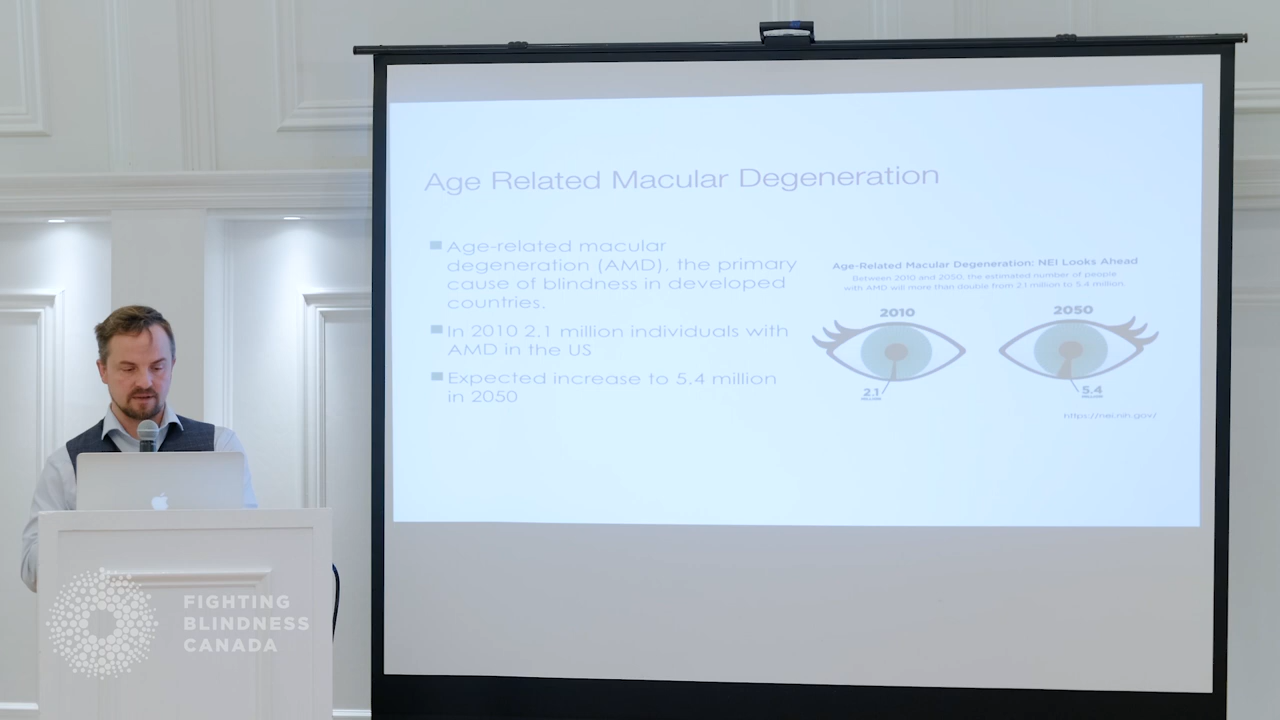 Age Related Macular Degeneration
Age-related macular
degeneration (AMD), the primary
cause of blindness in developed
countries.
In 2010 2.1 million individuals with
AMD in the US
Expected increase to 5.4 million
in 2050
Age-Related Macular Degeneration: NEI Looks Ahead
Between 2010 and 2050, the estimated number of people
with AMD will more than double from 2.1 million to 5.4 million.
2010
2050
2.1
MILLION
5.4
MILLION
https://nei.nih.gov/
FIGHTING
BLINDNESS
CANADA